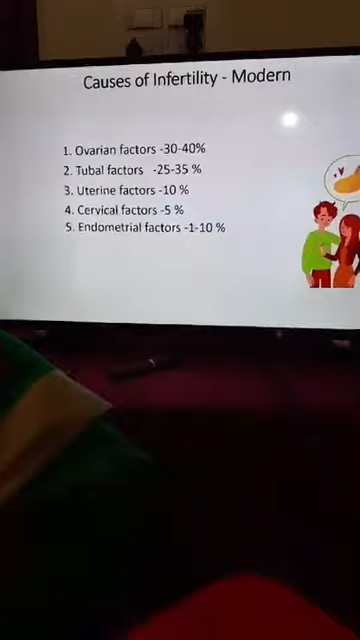 Causes of Infertility - Modern
1. Ovarian factors -30-40%
2. Tubal factors -25-35 %
3. Uterine factors -10 %
4. Cervical factors -5 %
5. Endometrial factors -1-10 %